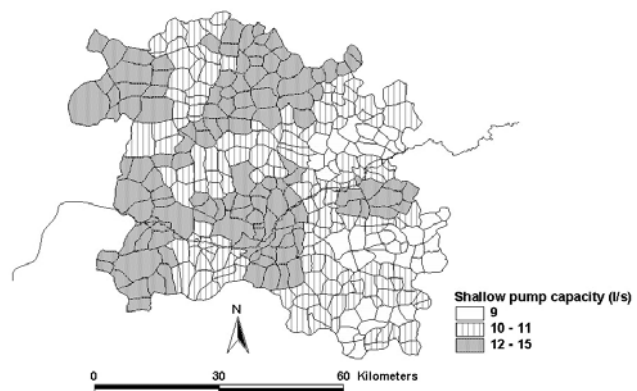 Shallow pump capacity (l/s)
9
10 - 11
12 - 15
N
0 30 60 Kilometers